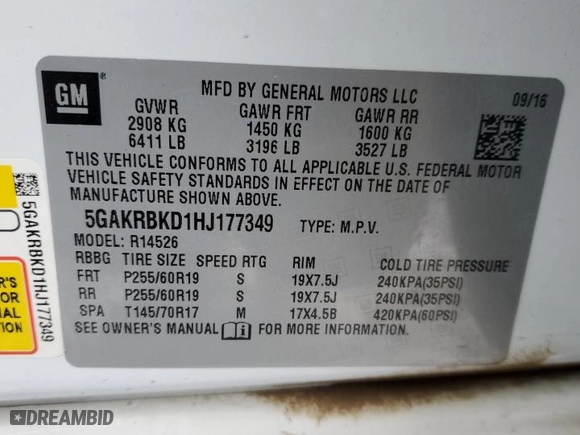 GM
MFD BY GENERAL MOTORS LLC
09/16
GVWR GAWR FRT GAWR RR
2908 KG 1450 KG 1600 KG
6411 LB 3196 LB 3527 LB
THIS VEHICLE CONFORMS TO ALL APPLICABLE U.S. FEDERAL MOTOR
VEHICLE SAFETY STANDARDS IN EFFECT ON THE DATE OF
MANUFACTURE SHOWN ABOVE.
5GAKRBKD1HJ177349 TYPE: M.P.V.
MODEL: R14526
RBBG TIRE SIZE SPEED RTG RIM COLD TIRE PRESSURE
FRT P255/60R19 S 19X7.5J 240KPA(35PSI)
RR P255/60R19 S 19X7.5J 240KPA(35PSI)
SPA T145/70R17 M 17X4.5B 420KPA(60PSI)
SEE OWNER'S MANUAL FOR MORE INFORMATION.
5GAKRBKD1HJ177349
DREAMBID